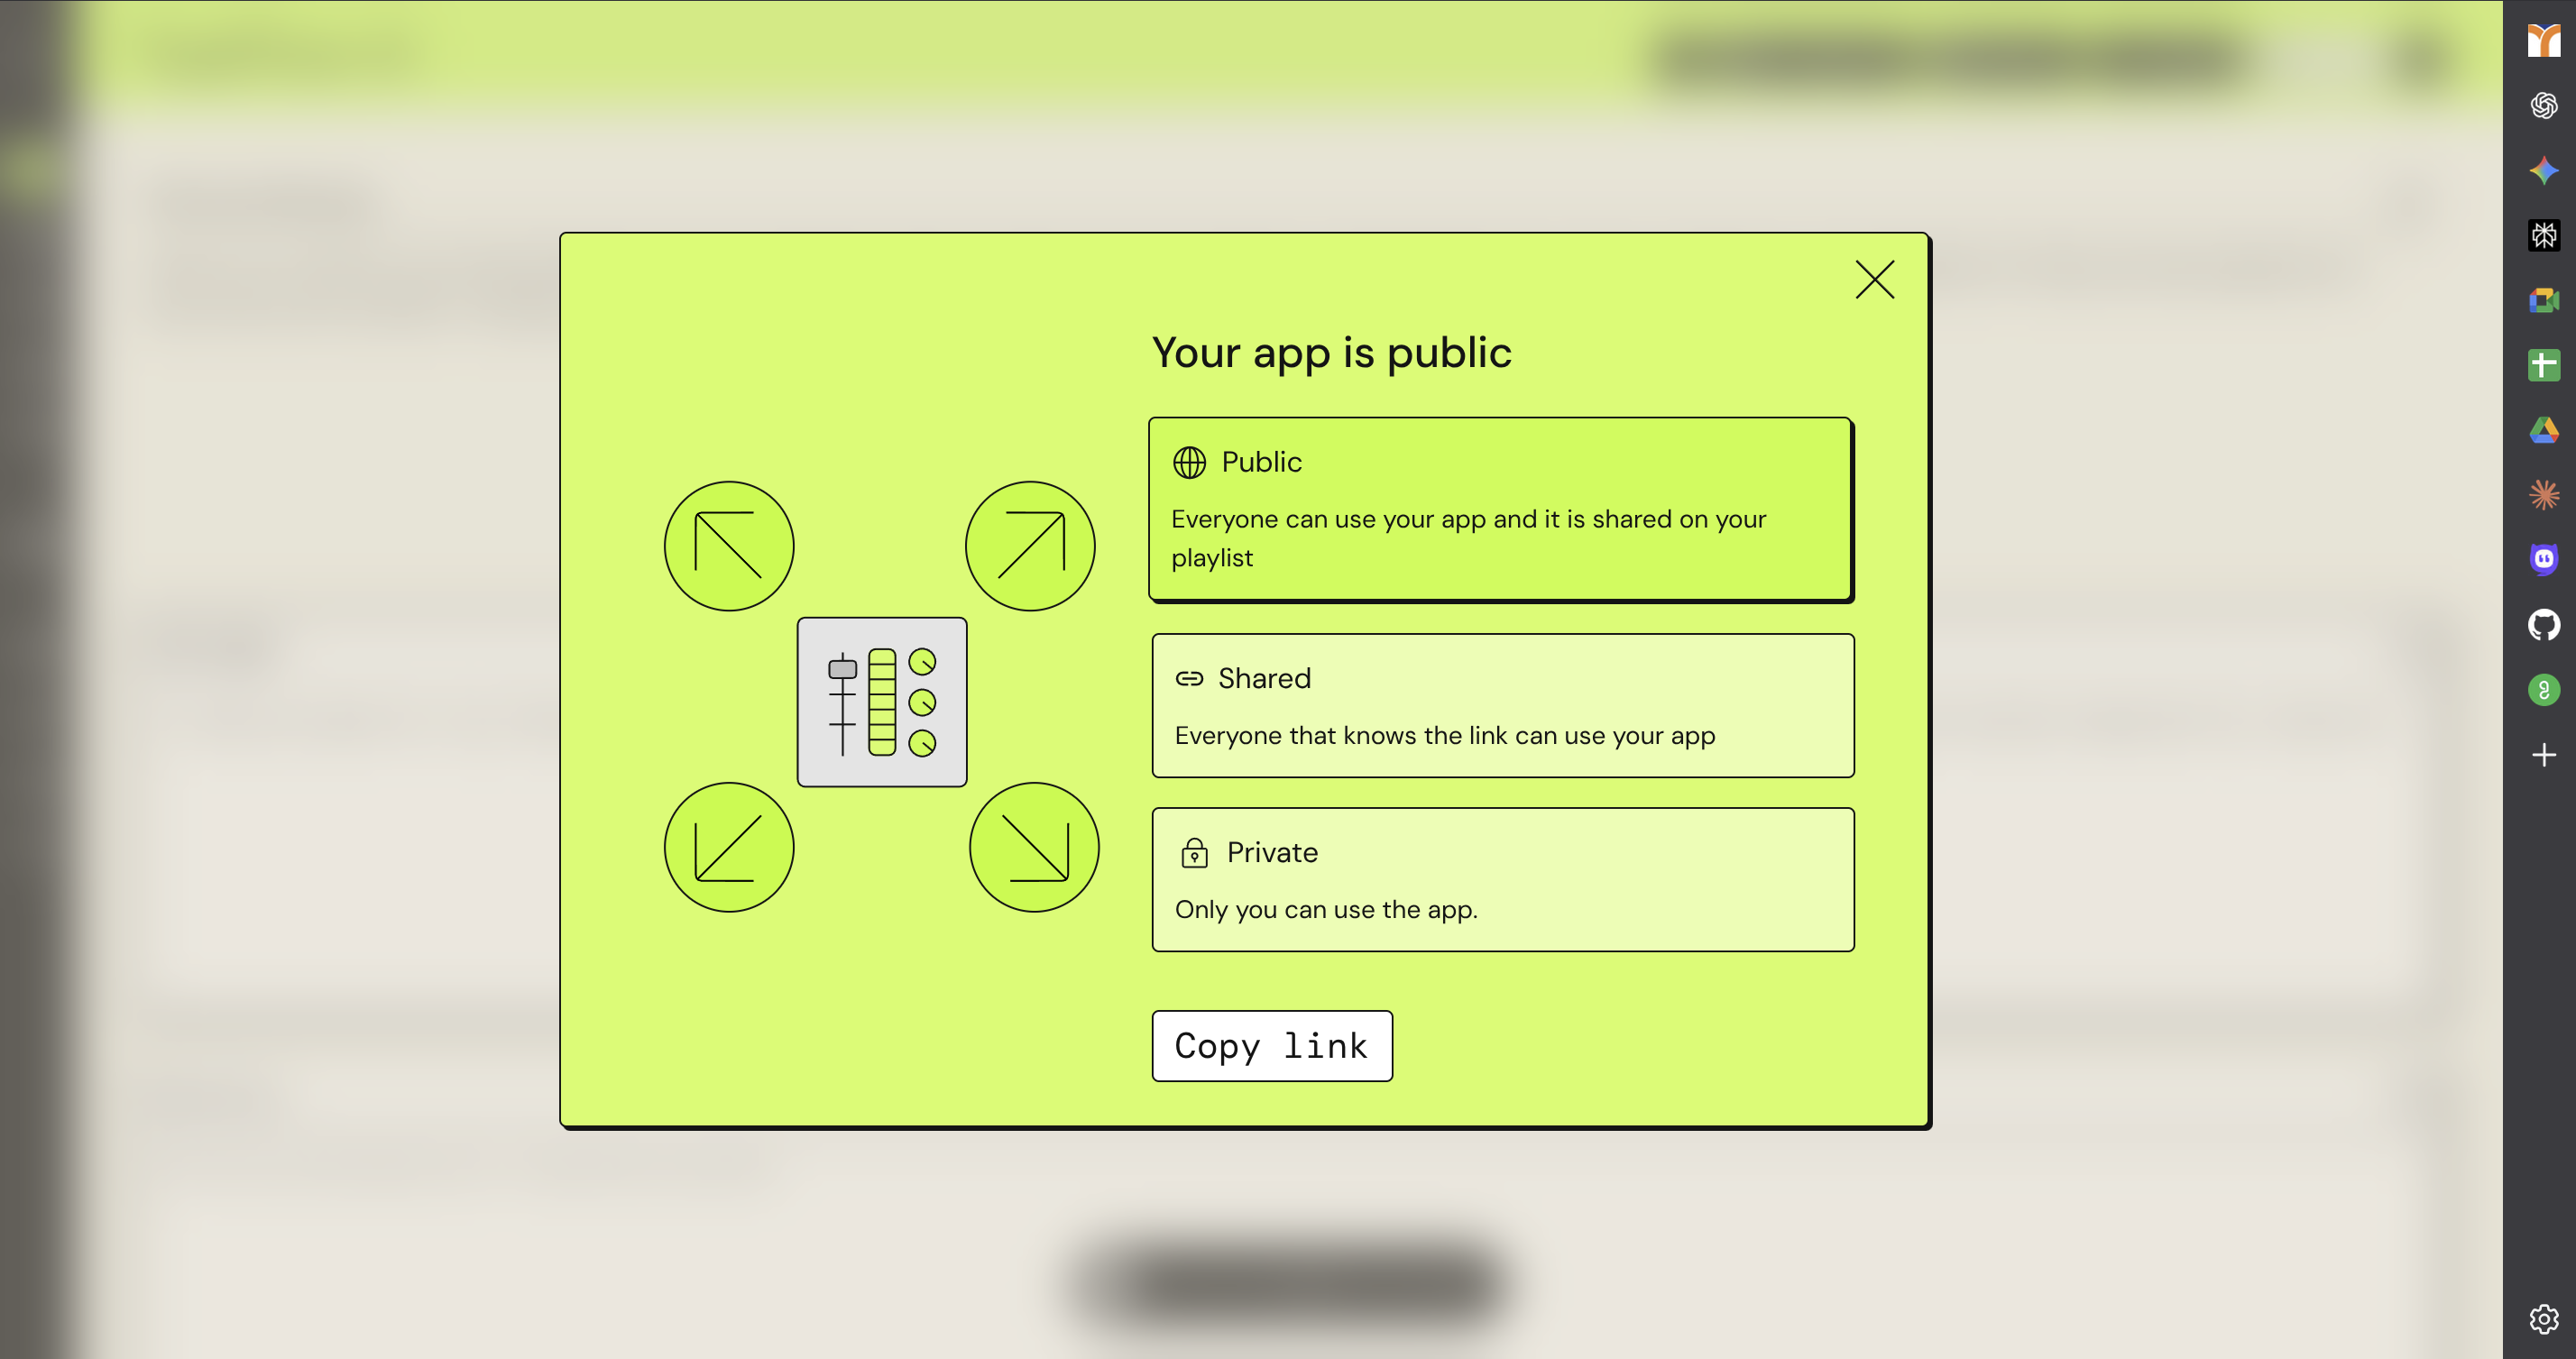 Your app is public
Public
Everyone can use your app and it is shared on your
playlist
Shared
Everyone that knows the link can use your app
Private
Only you can use the app.
Copy link